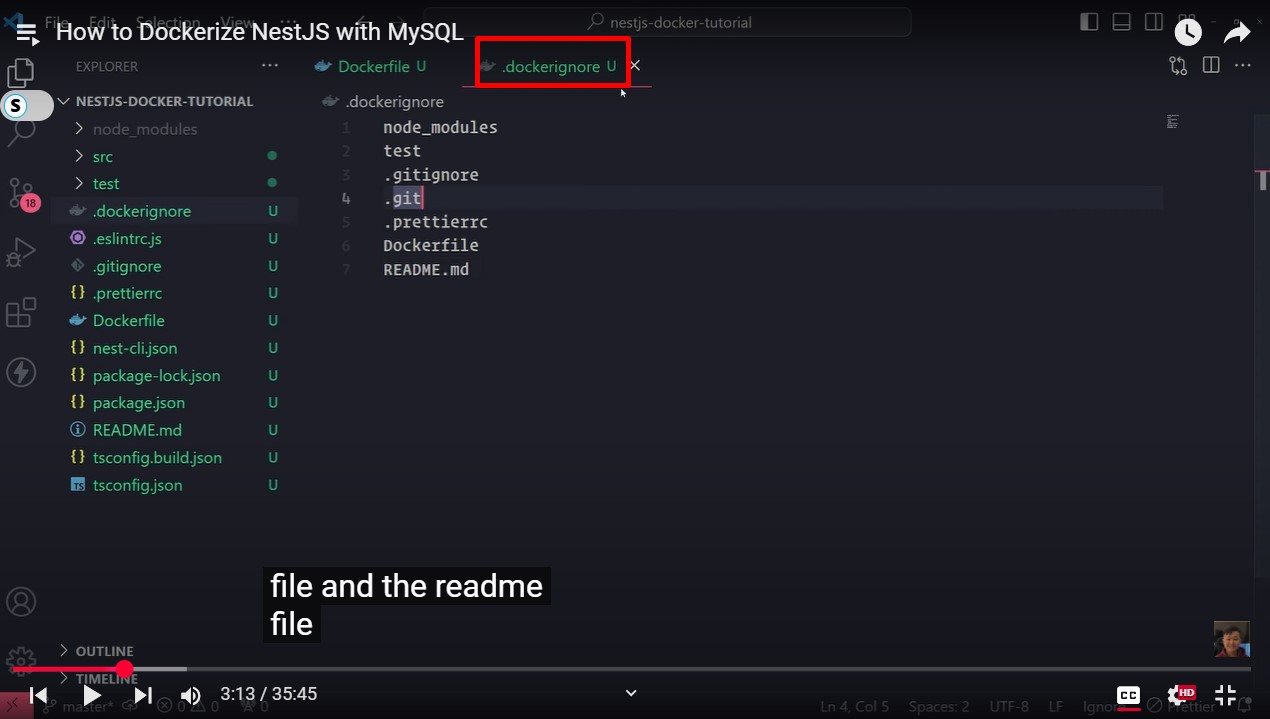 File Edit Selection View ...
nestjs-docker-tutorial
How to Dockerize NestJS with MySQL
EXPLORER ...
Dockerfile U
.dockerignore U
S
NESTJS-DOCKER-TUTORIAL
.dockerignore
node_modules
src
test
.dockerignore U
.eslintrc.js U
.gitignore U
.prettierrc U
Dockerfile U
nest-cli.json U
package-lock.json U
package.json U
README.md U
tsconfig.build.json U
TS tsconfig.json U
18
1 node_modules
2 test
3 .gitignore
4 .git
5 .prettierrc
6 Dockerfile
7 README.md
file and the readme
file
OUTLINE
TIMELINE
3:13 / 35:45
CC HD
master* 0 0 0
Ln 4, Col 5 Spaces: 2 UTF-8 LF Prettier